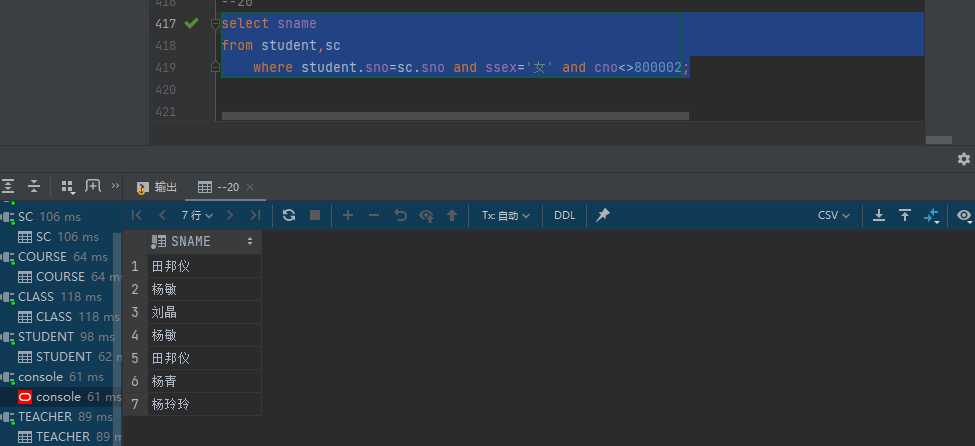 416 --20
417 select sname
418 from student,sc
419 where student.sno=sc.sno and ssex='女' and cno<>800002;
420
421
输出 --20
7 行 Tx: 自动 DDL CSV
SC 106 ms
SC 106 ms
COURSE 64 ms
COURSE 64 m
CLASS 118 ms
CLASS 118 ms
STUDENT 98 ms
STUDENT 62 m
console 61 ms
console 61 ms
TEACHER 89 ms
TEACHER 89 m
SNAME
1 田邦仪
2 杨敏
3 刘晶
4 杨敏
5 田邦仪
6 杨青
7 杨玲玲